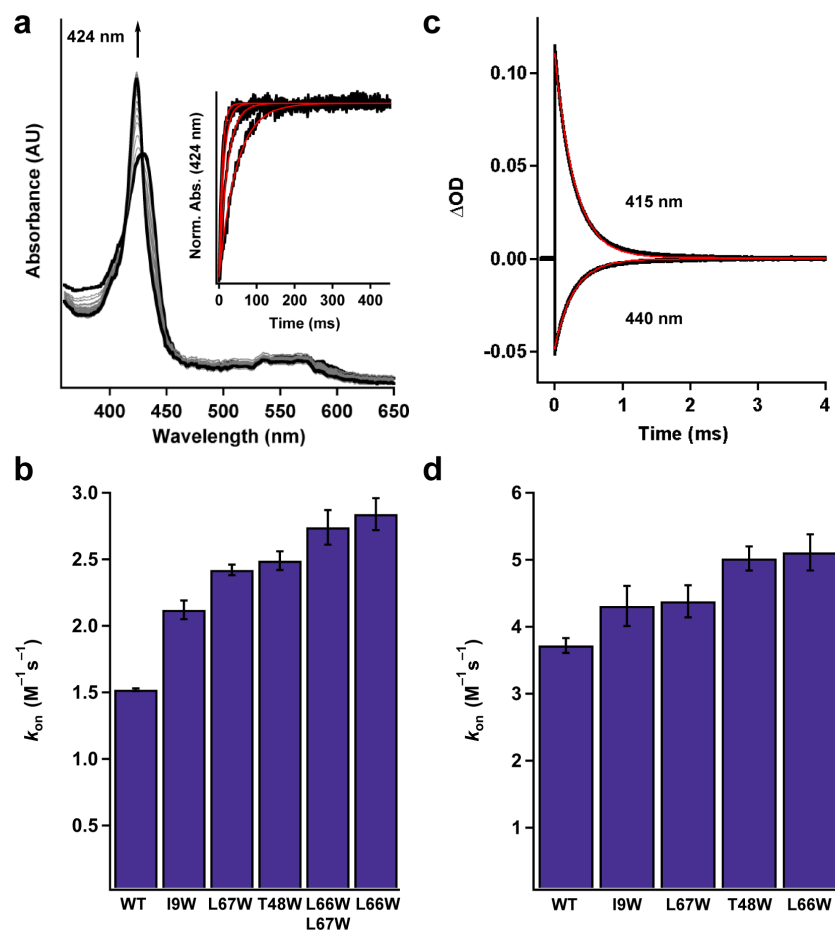 a
424 nm
Absorbance (AU)
400 450 500 550 600 650
Wavelength (nm)
Norm. Abs. (424 nm)
0 100 200 300 400
Time (ms)
c
0.10
0.05
0.00
-0.05
ΔOD
415 nm
440 nm
0 1 2 3 4
Time (ms)
b
3.0
2.5
2.0
1.5
1.0
0.5
kon (M−1 s−1)
WT I9W L67W T48W L66W L66W
L67W
d
6
5
4
3
2
1
kon (M−1 s−1)
WT I9W L67W T48W L66W